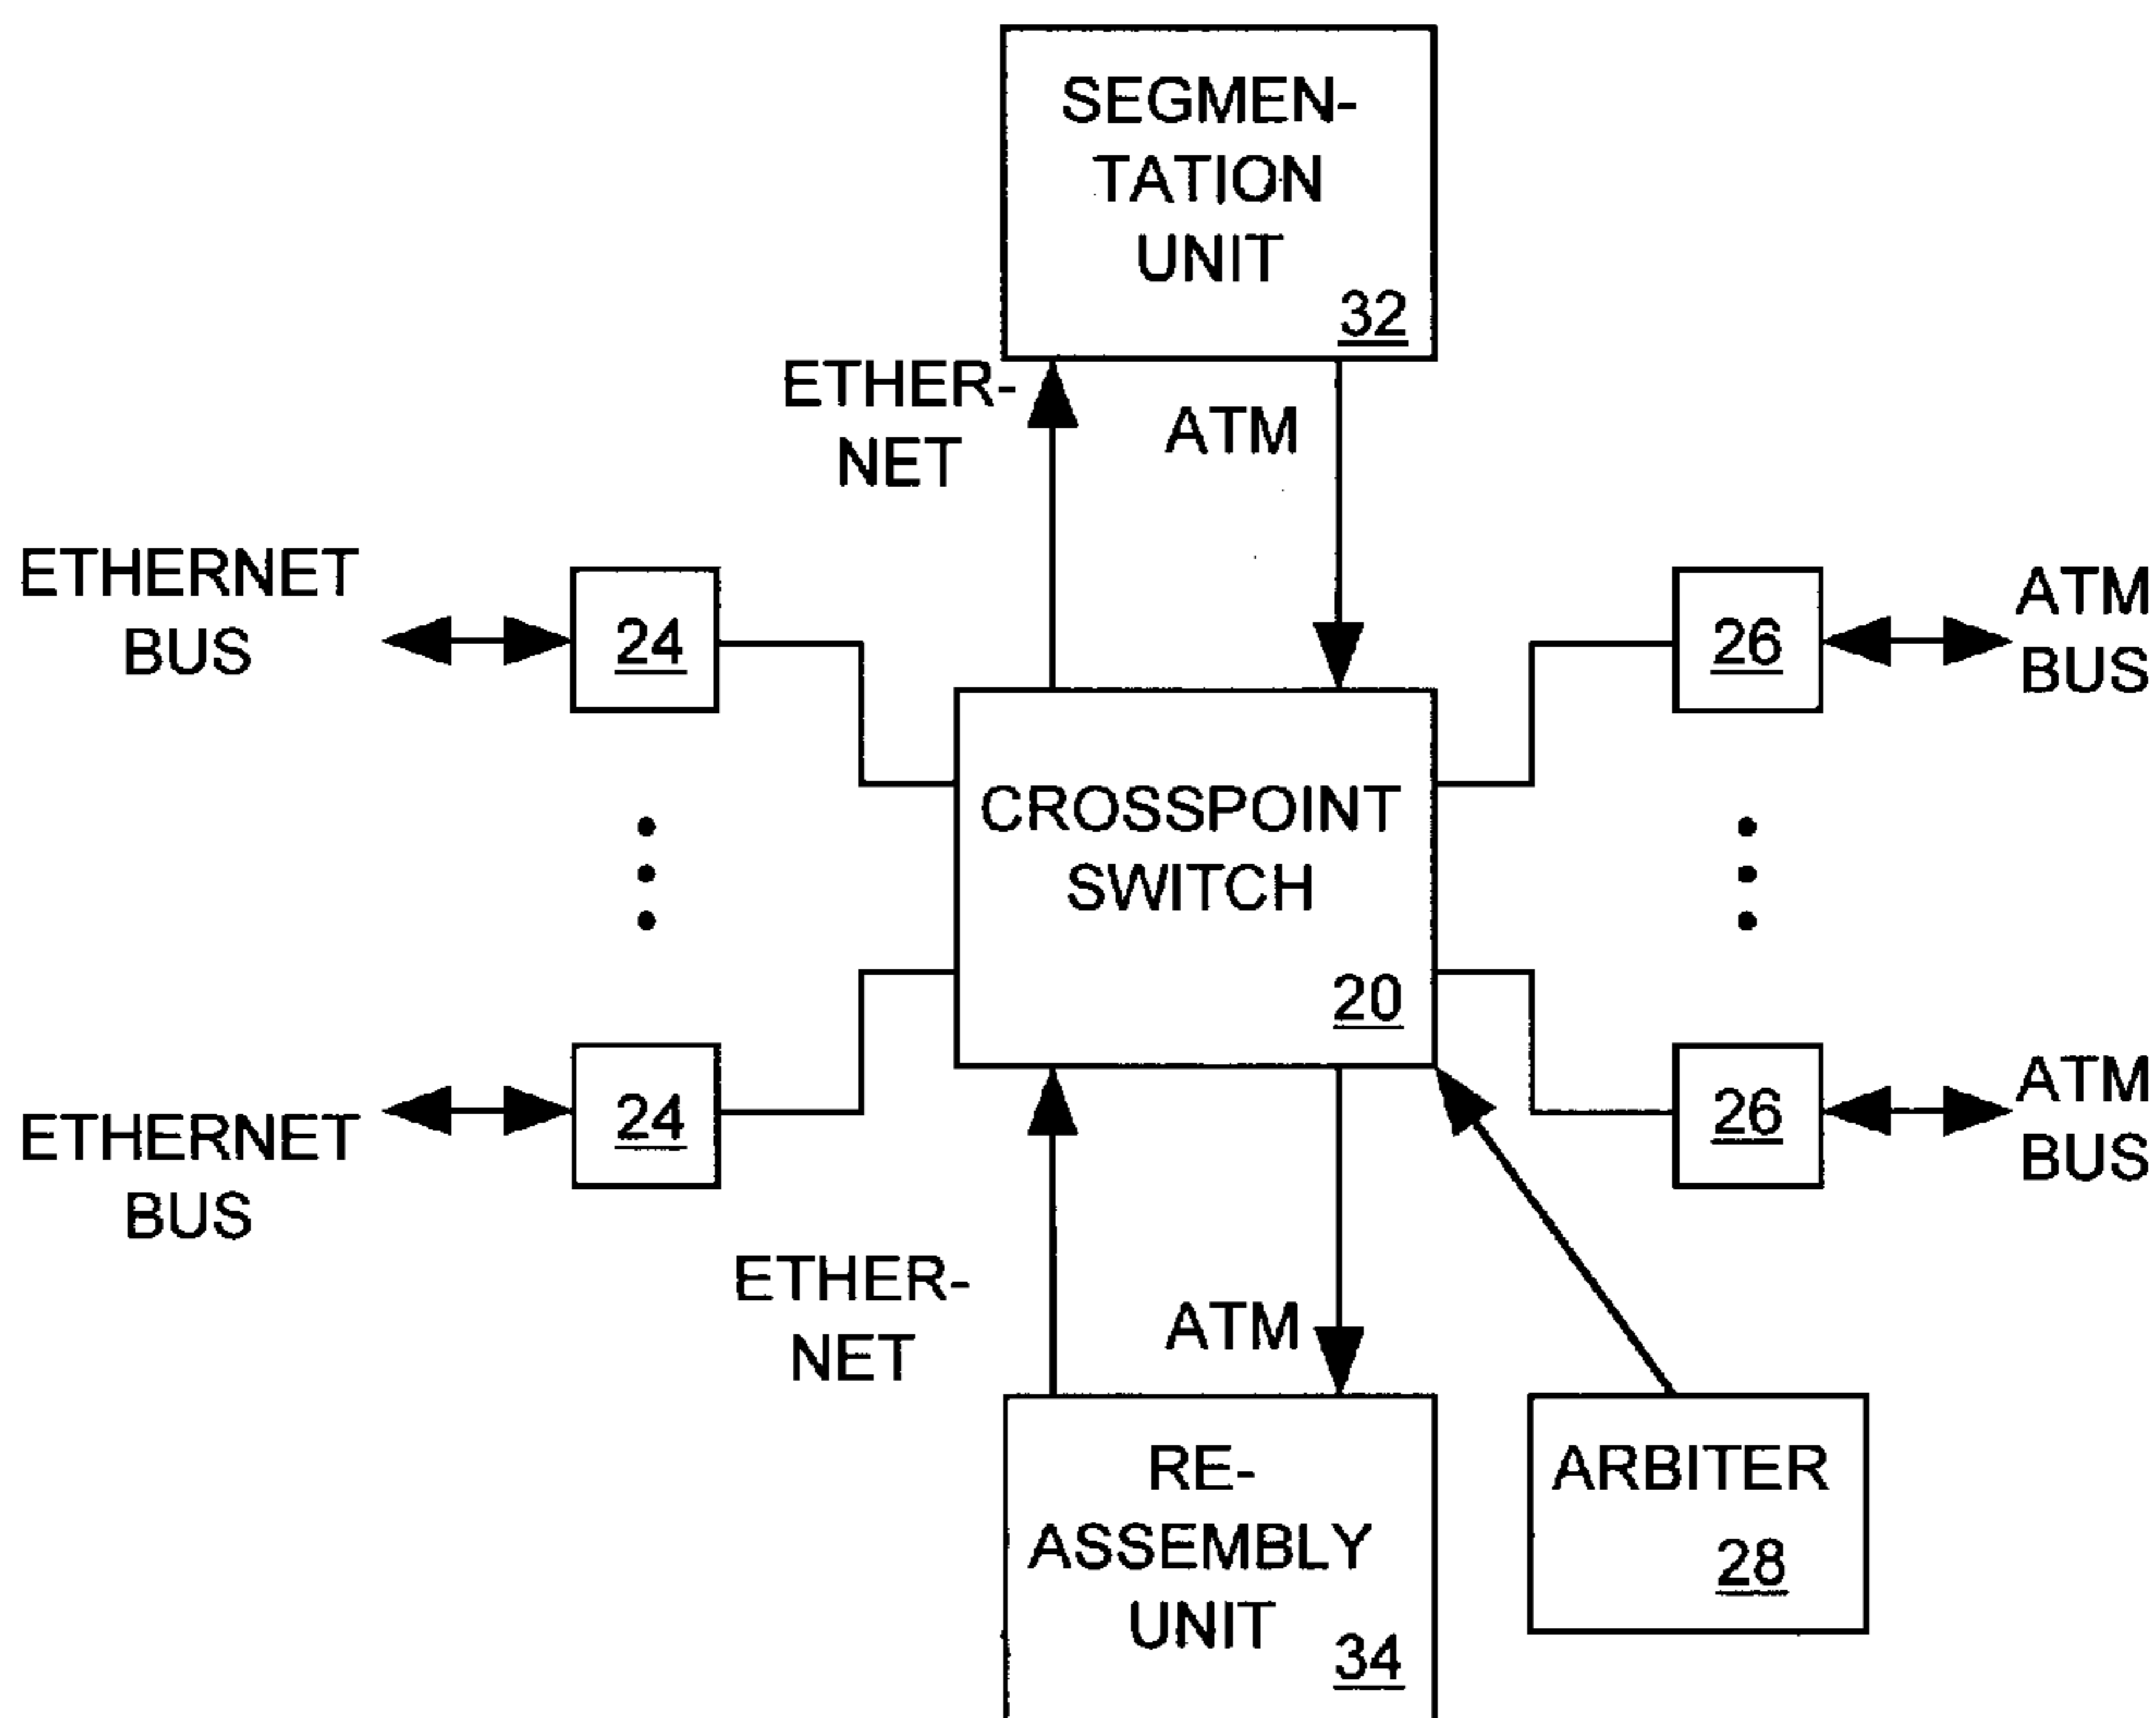 SEGMEN-
TATION
UNIT
32
ETHER-
NET
ATM
ETHERNET
BUS
24
26
ATM
BUS
CROSSPOINT
SWITCH
20
ETHERNET
BUS
24
26
ATM
BUS
ETHER-
NET
ATM
RE-
ASSEMBLY
UNIT
34
ARBITER
28